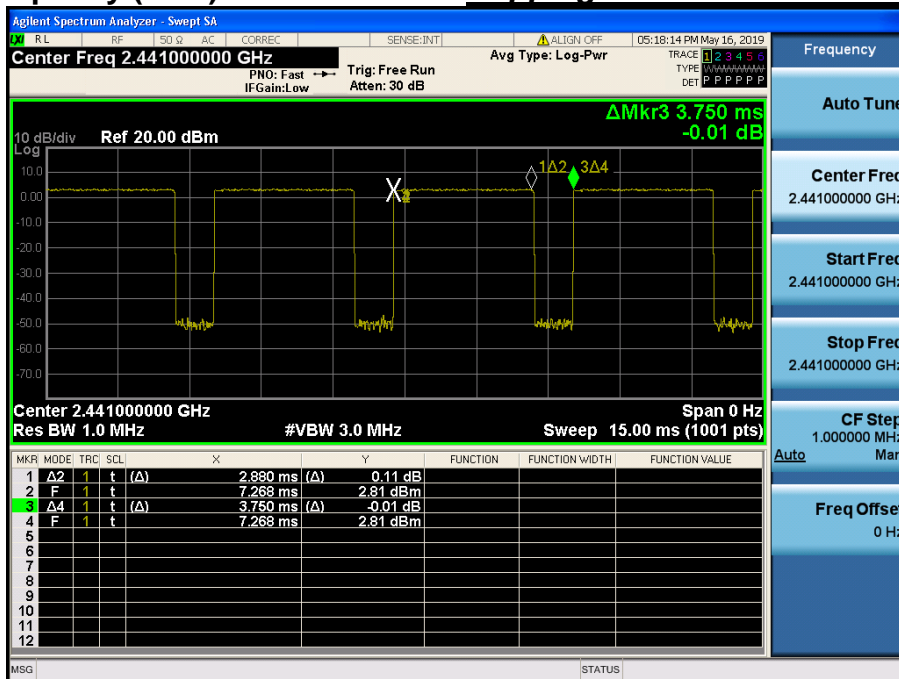 Agilent Spectrum Analyzer - Swept SA
LXI RL RF 50 Ω AC CORREC SENSE:INT ALIGN OFF 05:18:14 PM May 16, 2019
Center Freq 2.441000000 GHz
PNO: Fast
IFGain:Low
Trig: Free Run
Atten: 30 dB
Avg Type: Log-Pwr
TRACE 1 2 3 4 5 6
TYPE WWWWWW
DET P P P P P P
ΔMkr3 3.750 ms
-0.01 dB
10 dB/div Ref 20.00 dBm
Log
10.0
0.00
-10.0
-20.0
-30.0
-40.0
-50.0
-60.0
-70.0
1Δ2 3Δ4
X
Center 2.441000000 GHz Span 0 Hz
Res BW 1.0 MHz #VBW 3.0 MHz Sweep 15.00 ms (1001 pts)
MKR MODE TRC SCL X Y FUNCTION FUNCTION WIDTH FUNCTION VALUE
1 Δ2 1 t (Δ) 2.880 ms (Δ) 0.11 dB
2 F 1 t 7.268 ms 2.81 dBm
3 Δ4 1 t (Δ) 3.750 ms (Δ) -0.01 dB
4 F 1 t 7.268 ms 2.81 dBm
5
6
7
8
9
10
11
12
MSG STATUS
Frequency
Auto Tune
Center Freq
2.441000000 GHz
Start Freq
2.441000000 GHz
Stop Freq
2.441000000 GHz
CF Step
1.000000 MHz
Auto Man
Freq Offset
0 Hz